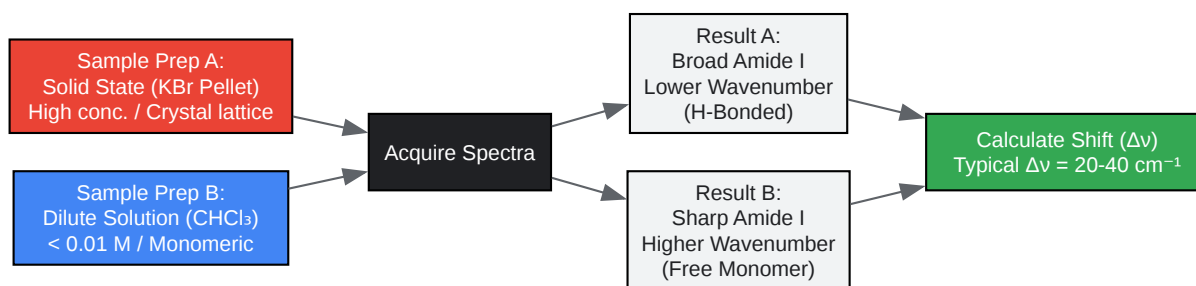 Sample Prep A:
Solid State (KBr Pellet)
High conc. / Crystal lattice
Sample Prep B:
Dilute Solution (CHCl₃)
< 0.01 M / Monomeric
Acquire Spectra
Result A:
Broad Amide I
Lower Wavenumber
(H-Bonded)
Result B:
Sharp Amide I
Higher Wavenumber
(Free Monomer)
Calculate Shift (Δν)
Typical Δν = 20-40 cm⁻¹